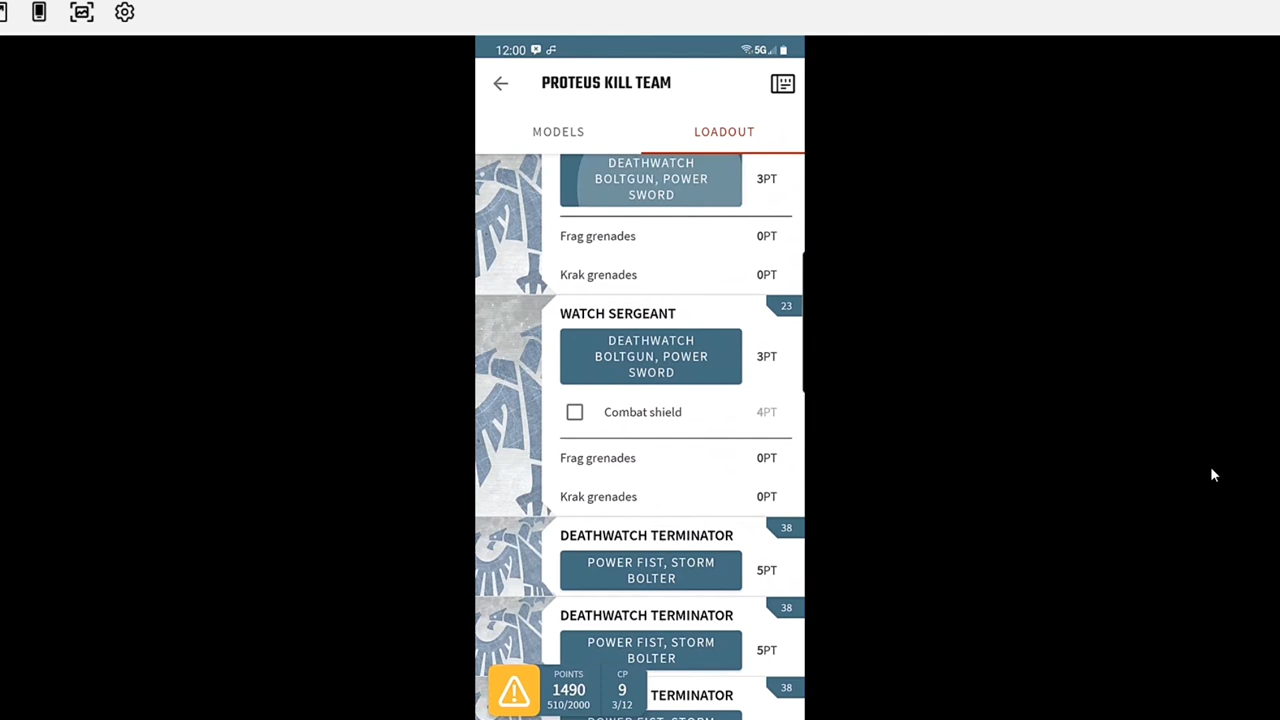 12:00 5G
PROTEUS KILL TEAM
MODELS LOADOUT
DEATHWATCH
BOLTGUN, POWER 3PT
SWORD
Frag grenades 0PT
Krak grenades 0PT
23
WATCH SERGEANT
DEATHWATCH
BOLTGUN, POWER 3PT
SWORD
Combat shield 4PT
Frag grenades 0PT
Krak grenades 0PT
38
DEATHWATCH TERMINATOR
POWER FIST, STORM
BOLTER 5PT
38
DEATHWATCH TERMINATOR
POWER FIST, STORM
BOLTER 5PT
38
TERMINATOR
POINTS CP
1490 9
510/2000 3/12